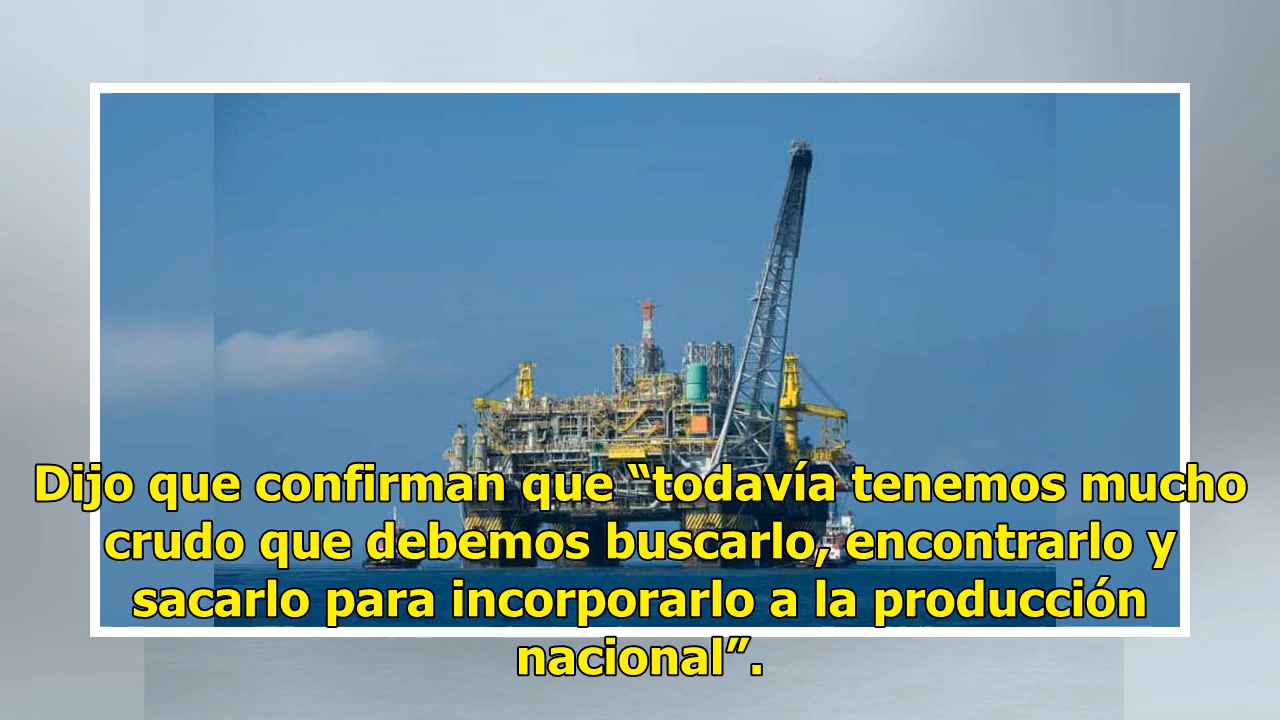 Dijo que confirman que “todavía tenemos mucho
crudo que debemos buscarlo, encontrarlo y
sacarlo para incorporarlo a la producción
nacional”.